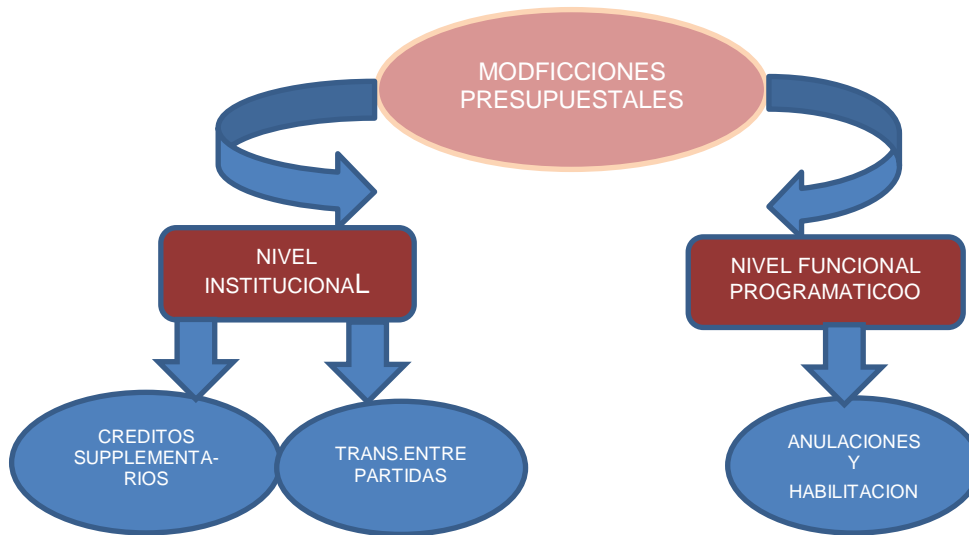 MODFICCIONES
PRESUPUESTALES
NIVEL
INSTITUCIONAL
NIVEL FUNCIONAL
PROGRAMATICOO
CREDITOS
SUPPLEMENTA-
RIOS
TRANS.ENTRE
PARTIDAS
ANULACIONES
Y
HABILITACION